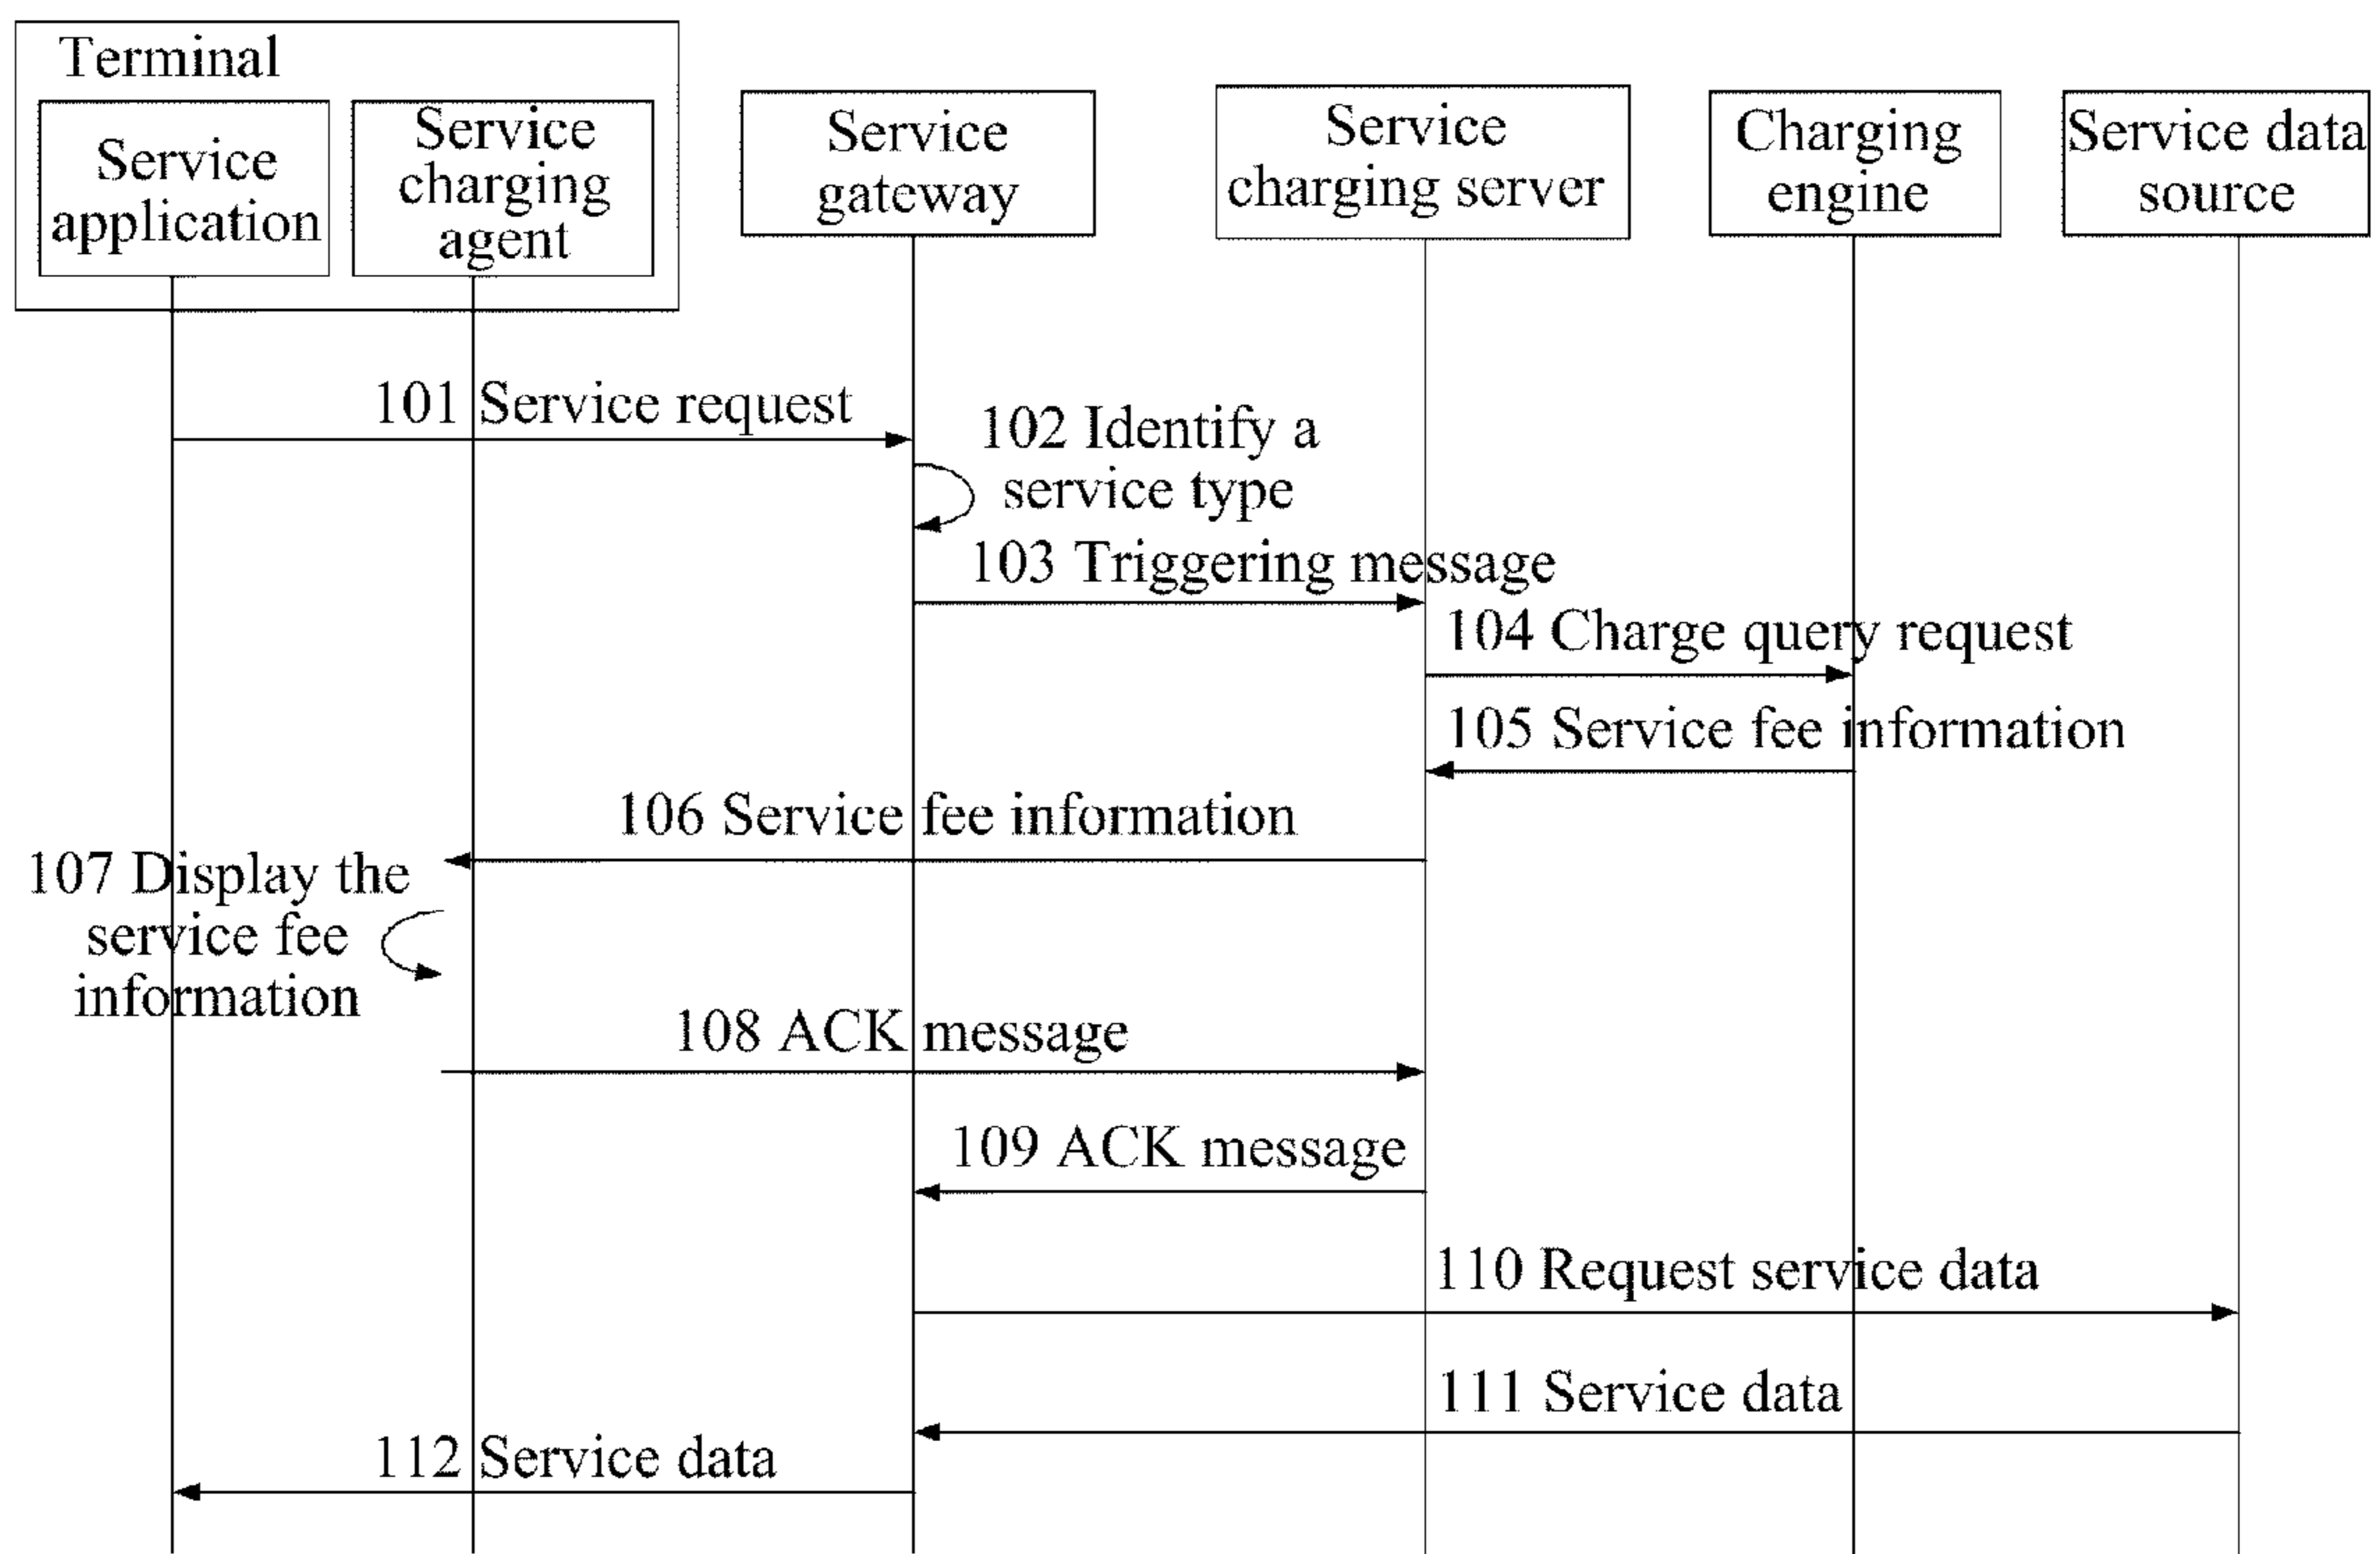 Terminal
Service
application
Service
charging
agent
Service
gateway
Service
charging server
Charging
engine
Service data
source
101 Service request
102 Identify a
service type
103 Triggering message
104 Charge query request
105 Service fee information
106 Service fee information
107 Display the
service fee
information
108 ACK message
109 ACK message
110 Request service data
111 Service data
112 Service data